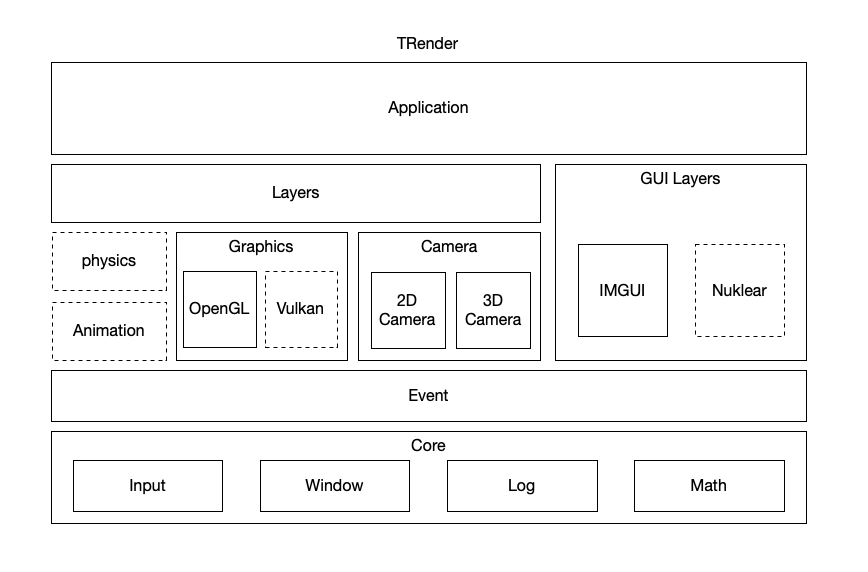 TRender
Application
Layers
GUI Layers
physics
Graphics
Camera
OpenGL
Vulkan
2D
Camera
3D
Camera
IMGUI
Nuklear
Animation
Event
Core
Input
Window
Log
Math